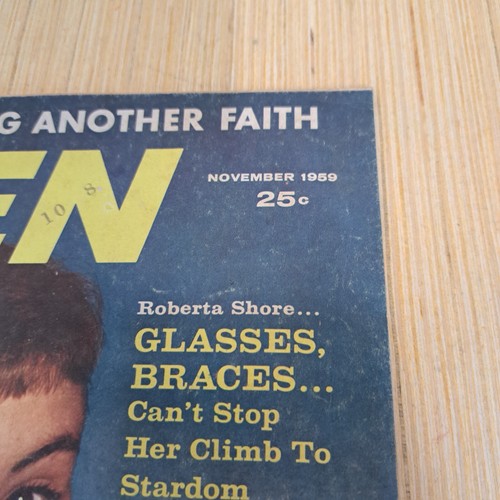 G ANOTHER FAITH
EN
10 8
NOVEMBER 1959
25c
Roberta Shore...
GLASSES,
BRACES...
Can't Stop
Her Climb To
Stardom